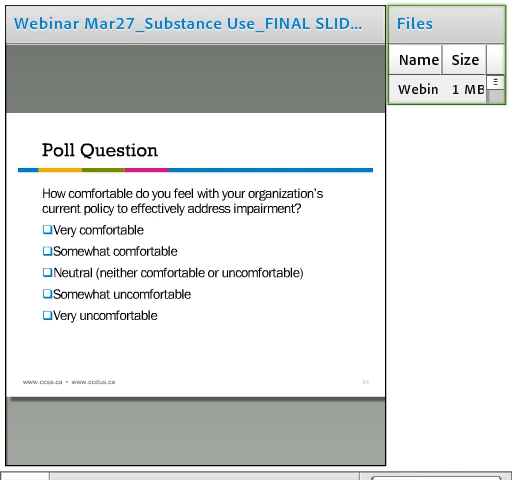 Webinar Mar27_Substance Use_FINAL SLID...
Files
Name Size
Webin 1 MB
Poll Question
How comfortable do you feel with your organization's
current policy to effectively address impairment?
❑Very comfortable
❑Somewhat comfortable
❑Neutral (neither comfortable or uncomfortable)
❑Somewhat uncomfortable
❑Very uncomfortable
www.ccsa.ca • www.ccdus.ca
24